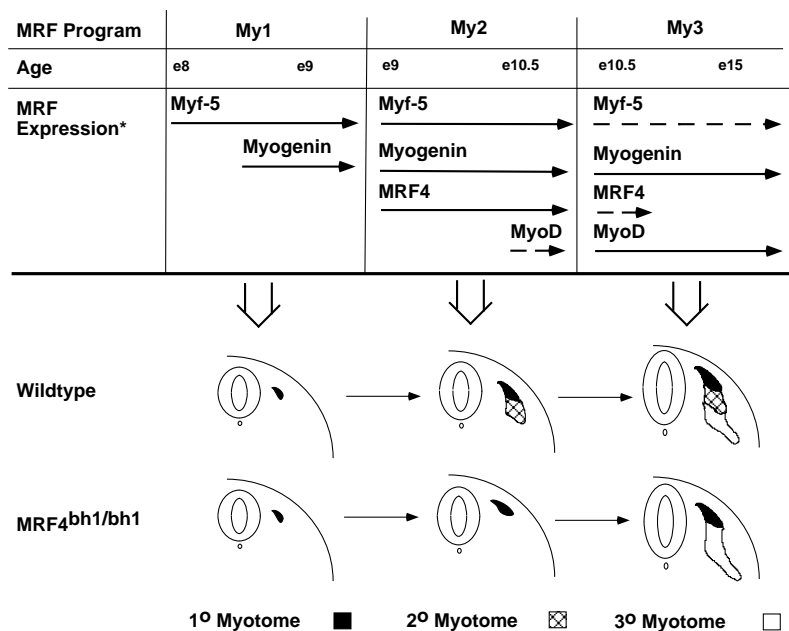 MRF Program My1 My2 My3
Age e8 e9 e9 e10.5 e10.5 e15
MRF Expression*
Myf-5 Myf-5 Myf-5
Myogenin Myogenin Myogenin
MRF4 MRF4
MyoD MyoD
Wildtype
MRF4bh1/bh1
1º Myotome 2º Myotome 3º Myotome